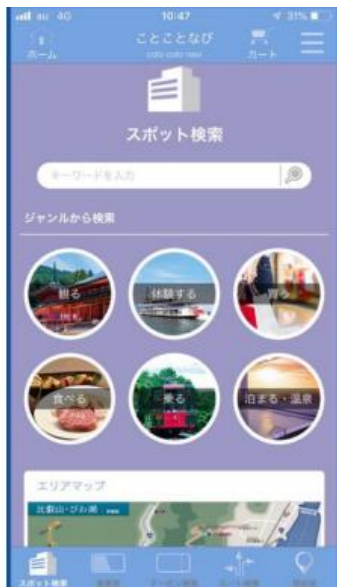 au 4G 10:47 31%
ホーム
ことことなび
coto coto navi
カート
スポット検索
キーワードを入力
ジャンルから検索
観る 体験する 買う
食べる 乗る 泊まる・温泉
エリアマップ
比叡山・びわ湖
スポット検索